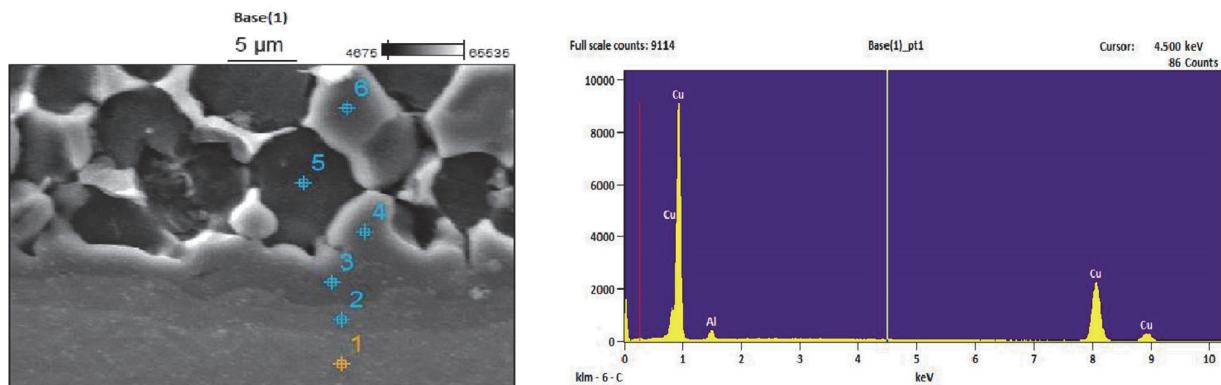 Base(1)
5 μm
4675 65535
6
5
4
3
2
1
Full scale counts: 9114 Base(1)_pt1 Cursor: 4.500 keV
86 Counts
10000
Cu
8000
6000
Cu
4000
Cu
2000
Al
Cu
0
0 1 2 3 4 5 6 7 8 9 10
klm - 6 - C keV